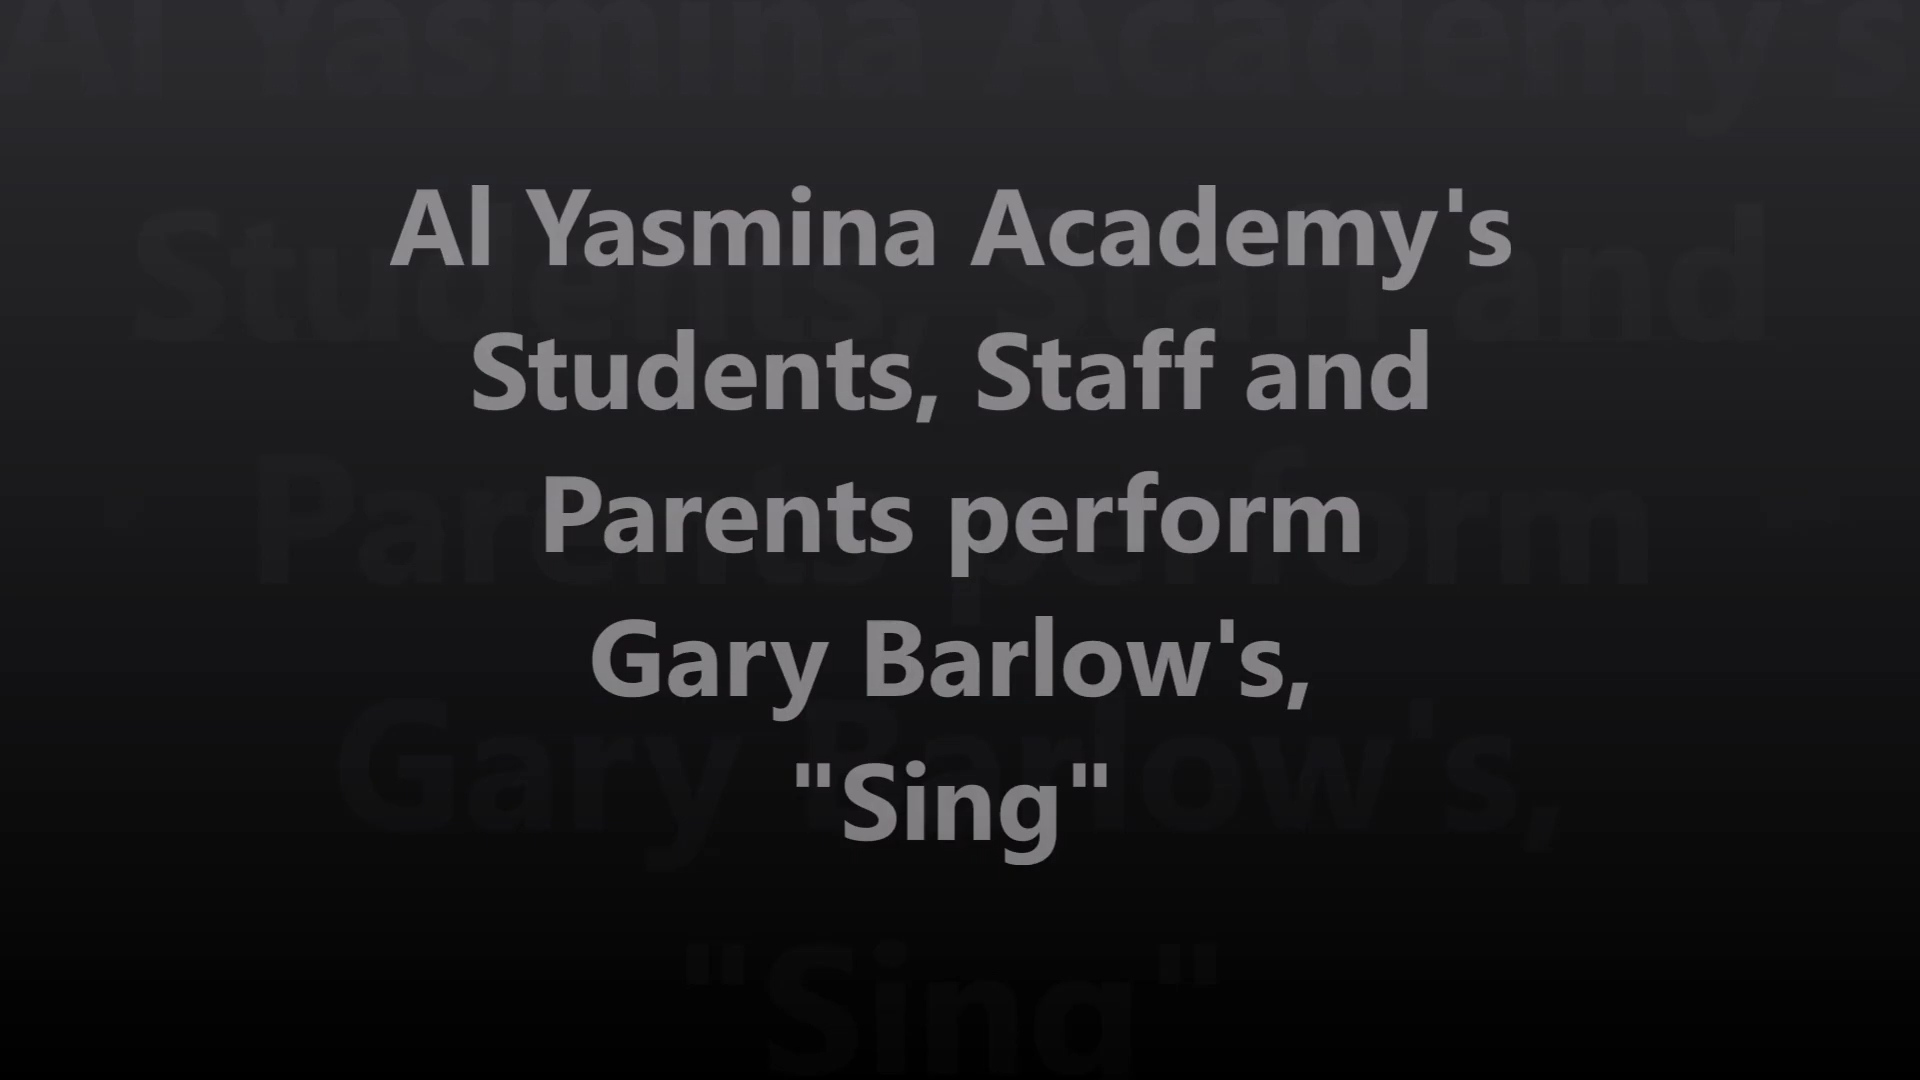 Al Yasmina Academy's
Students, Staff and
Parents perform
Gary Barlow's,
"Sing"